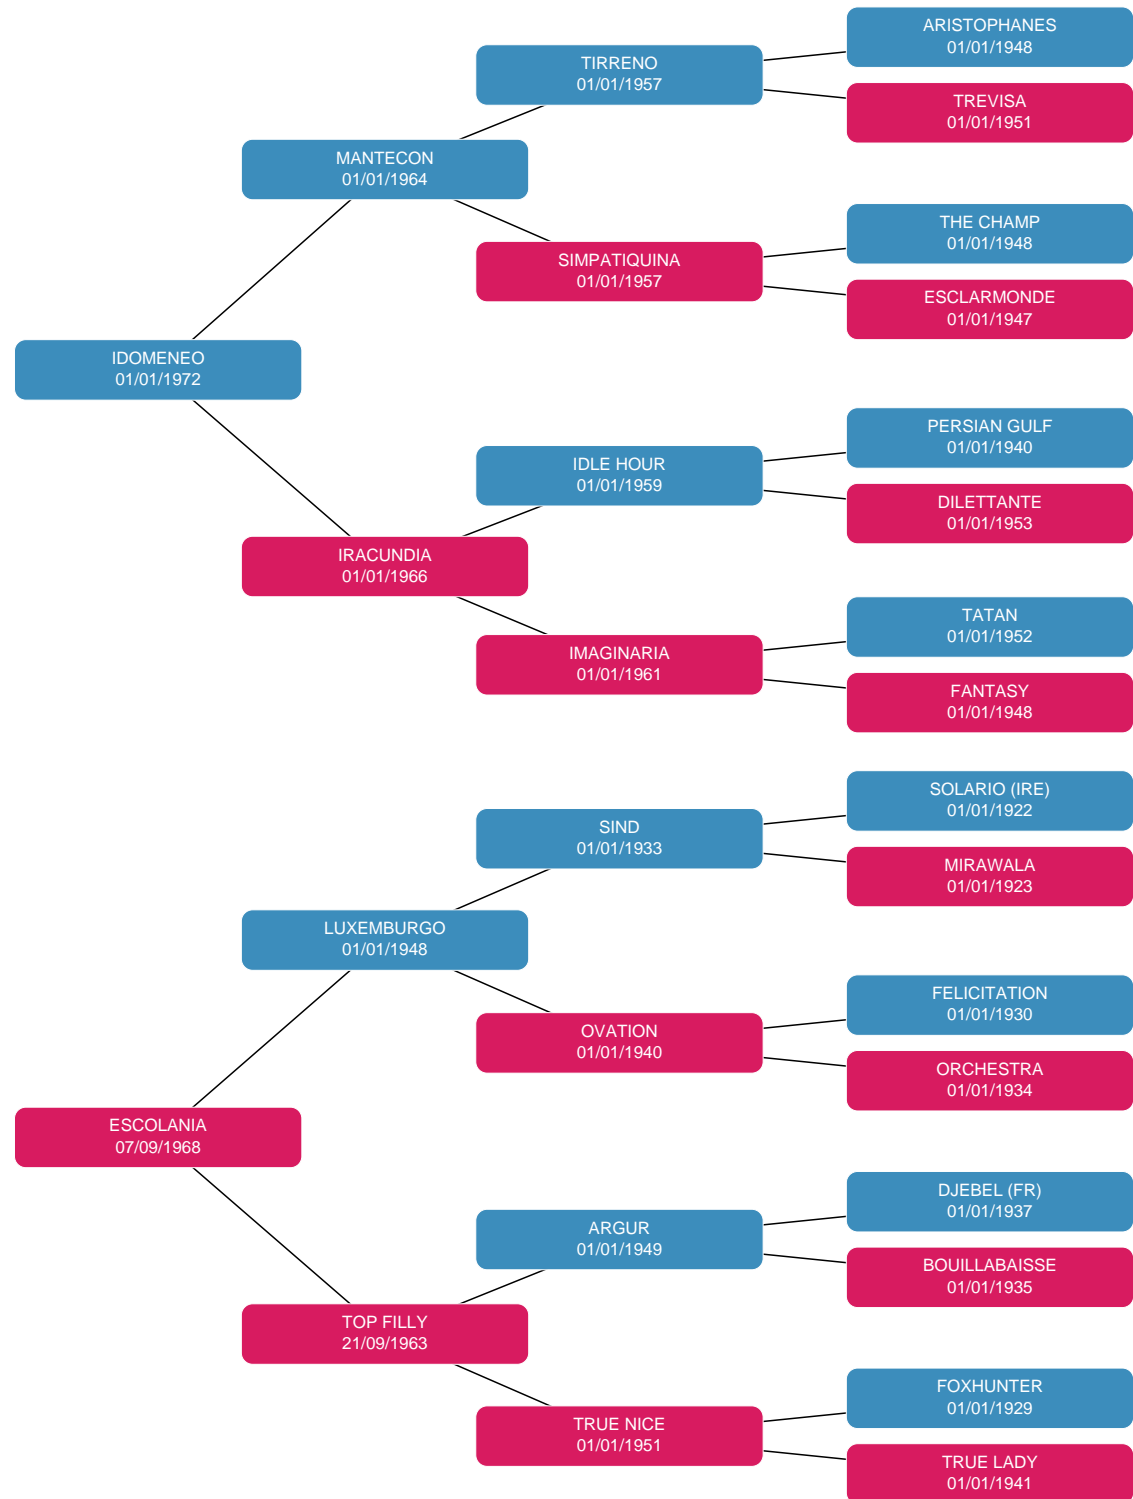 ARISTOPHANES
01/01/1948
TIRRENO
01/01/1957
TREVISA
01/01/1951
MANTECON
01/01/1964
THE CHAMP
01/01/1948
SIMPATIQUINA
01/01/1957
ESCLARMONDE
01/01/1947
IDOMENEO
01/01/1972
PERSIAN GULF
01/01/1940
IDLE HOUR
01/01/1959
DILETTANTE
01/01/1953
IRACUNDIA
01/01/1966
TATAN
01/01/1952
IMAGINARIA
01/01/1961
FANTASY
01/01/1948
SOLARIO (IRE)
01/01/1922
SIND
01/01/1933
MIRAWALA
01/01/1923
LUXEMBURGO
01/01/1948
FELICITATION
01/01/1930
OVATION
01/01/1940
ORCHESTRA
01/01/1934
ESCOLANIA
07/09/1968
DJEBEL (FR)
01/01/1937
ARGUR
01/01/1949
BOUILLABAISSE
01/01/1935
TOP FILLY
21/09/1963
FOXHUNTER
01/01/1929
TRUE NICE
01/01/1951
TRUE LADY
01/01/1941